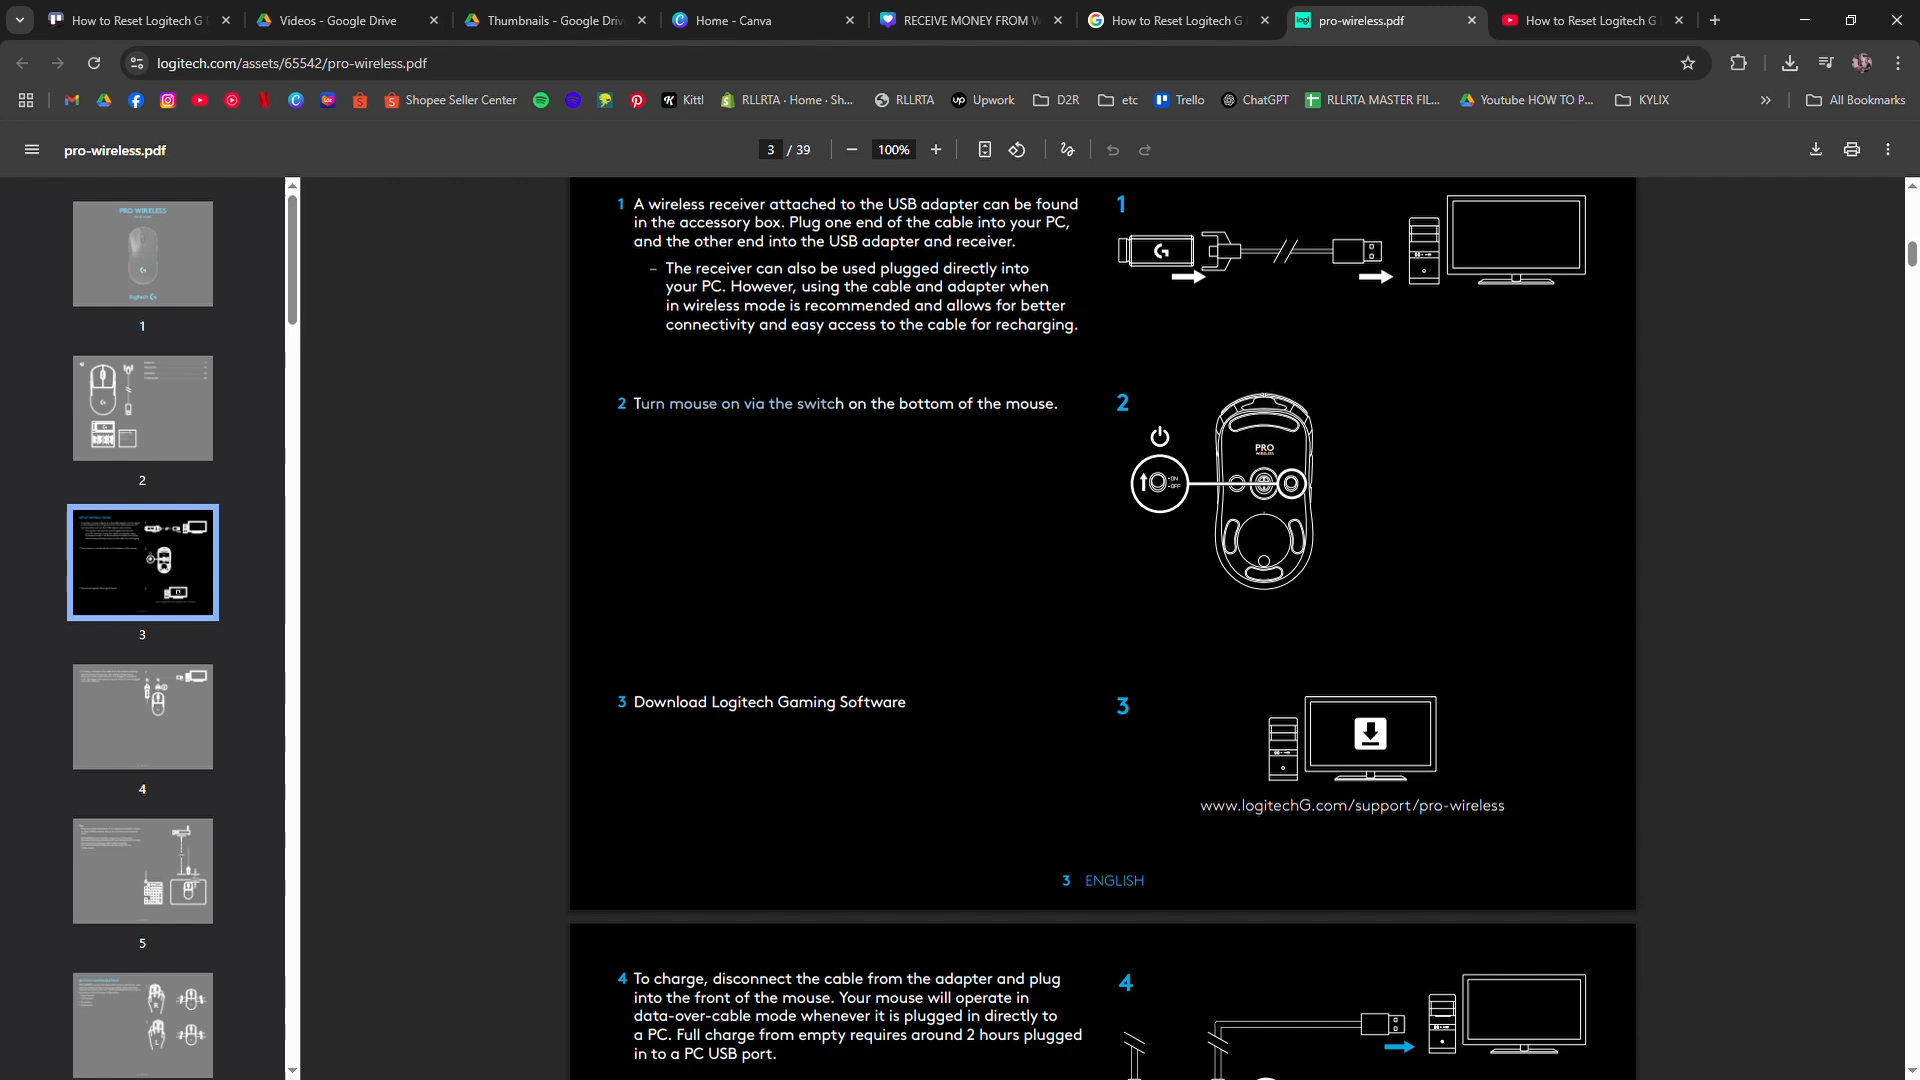 How to Reset Logitech G
Videos - Google Drive
Thumbnails - Google Driv
Home - Canva
RECEIVE MONEY FROM W
How to Reset Logitech G
logi
pro-wireless.pdf
How to Reset Logitech G
logitech.com/assets/65542/pro-wireless.pdf
Shopee Seller Center
Kittl
RLLRTA · Home · Sh...
RLLRTA
Upwork
D2R
etc
Trello
ChatGPT
RLLRTA MASTER FIL...
Youtube HOW TO P...
KYLIX
All Bookmarks
pro-wireless.pdf
3 / 39
100%
PRO WIRELESS
logitech G
1
2
3
4
5
1 A wireless receiver attached to the USB adapter can be found
in the accessory box. Plug one end of the cable into your PC,
and the other end into the USB adapter and receiver.
– The receiver can also be used plugged directly into
your PC. However, using the cable and adapter when
in wireless mode is recommended and allows for better
connectivity and easy access to the cable for recharging.
1
2 Turn mouse on via the switch on the bottom of the mouse.
2
PRO
WIRELESS
ON
OFF
3 Download Logitech Gaming Software
3
www.logitechG.com/support/pro-wireless
3 ENGLISH
4 To charge, disconnect the cable from the adapter and plug
into the front of the mouse. Your mouse will operate in
data-over-cable mode whenever it is plugged in directly to
a PC. Full charge from empty requires around 2 hours plugged
in to a PC USB port.
4